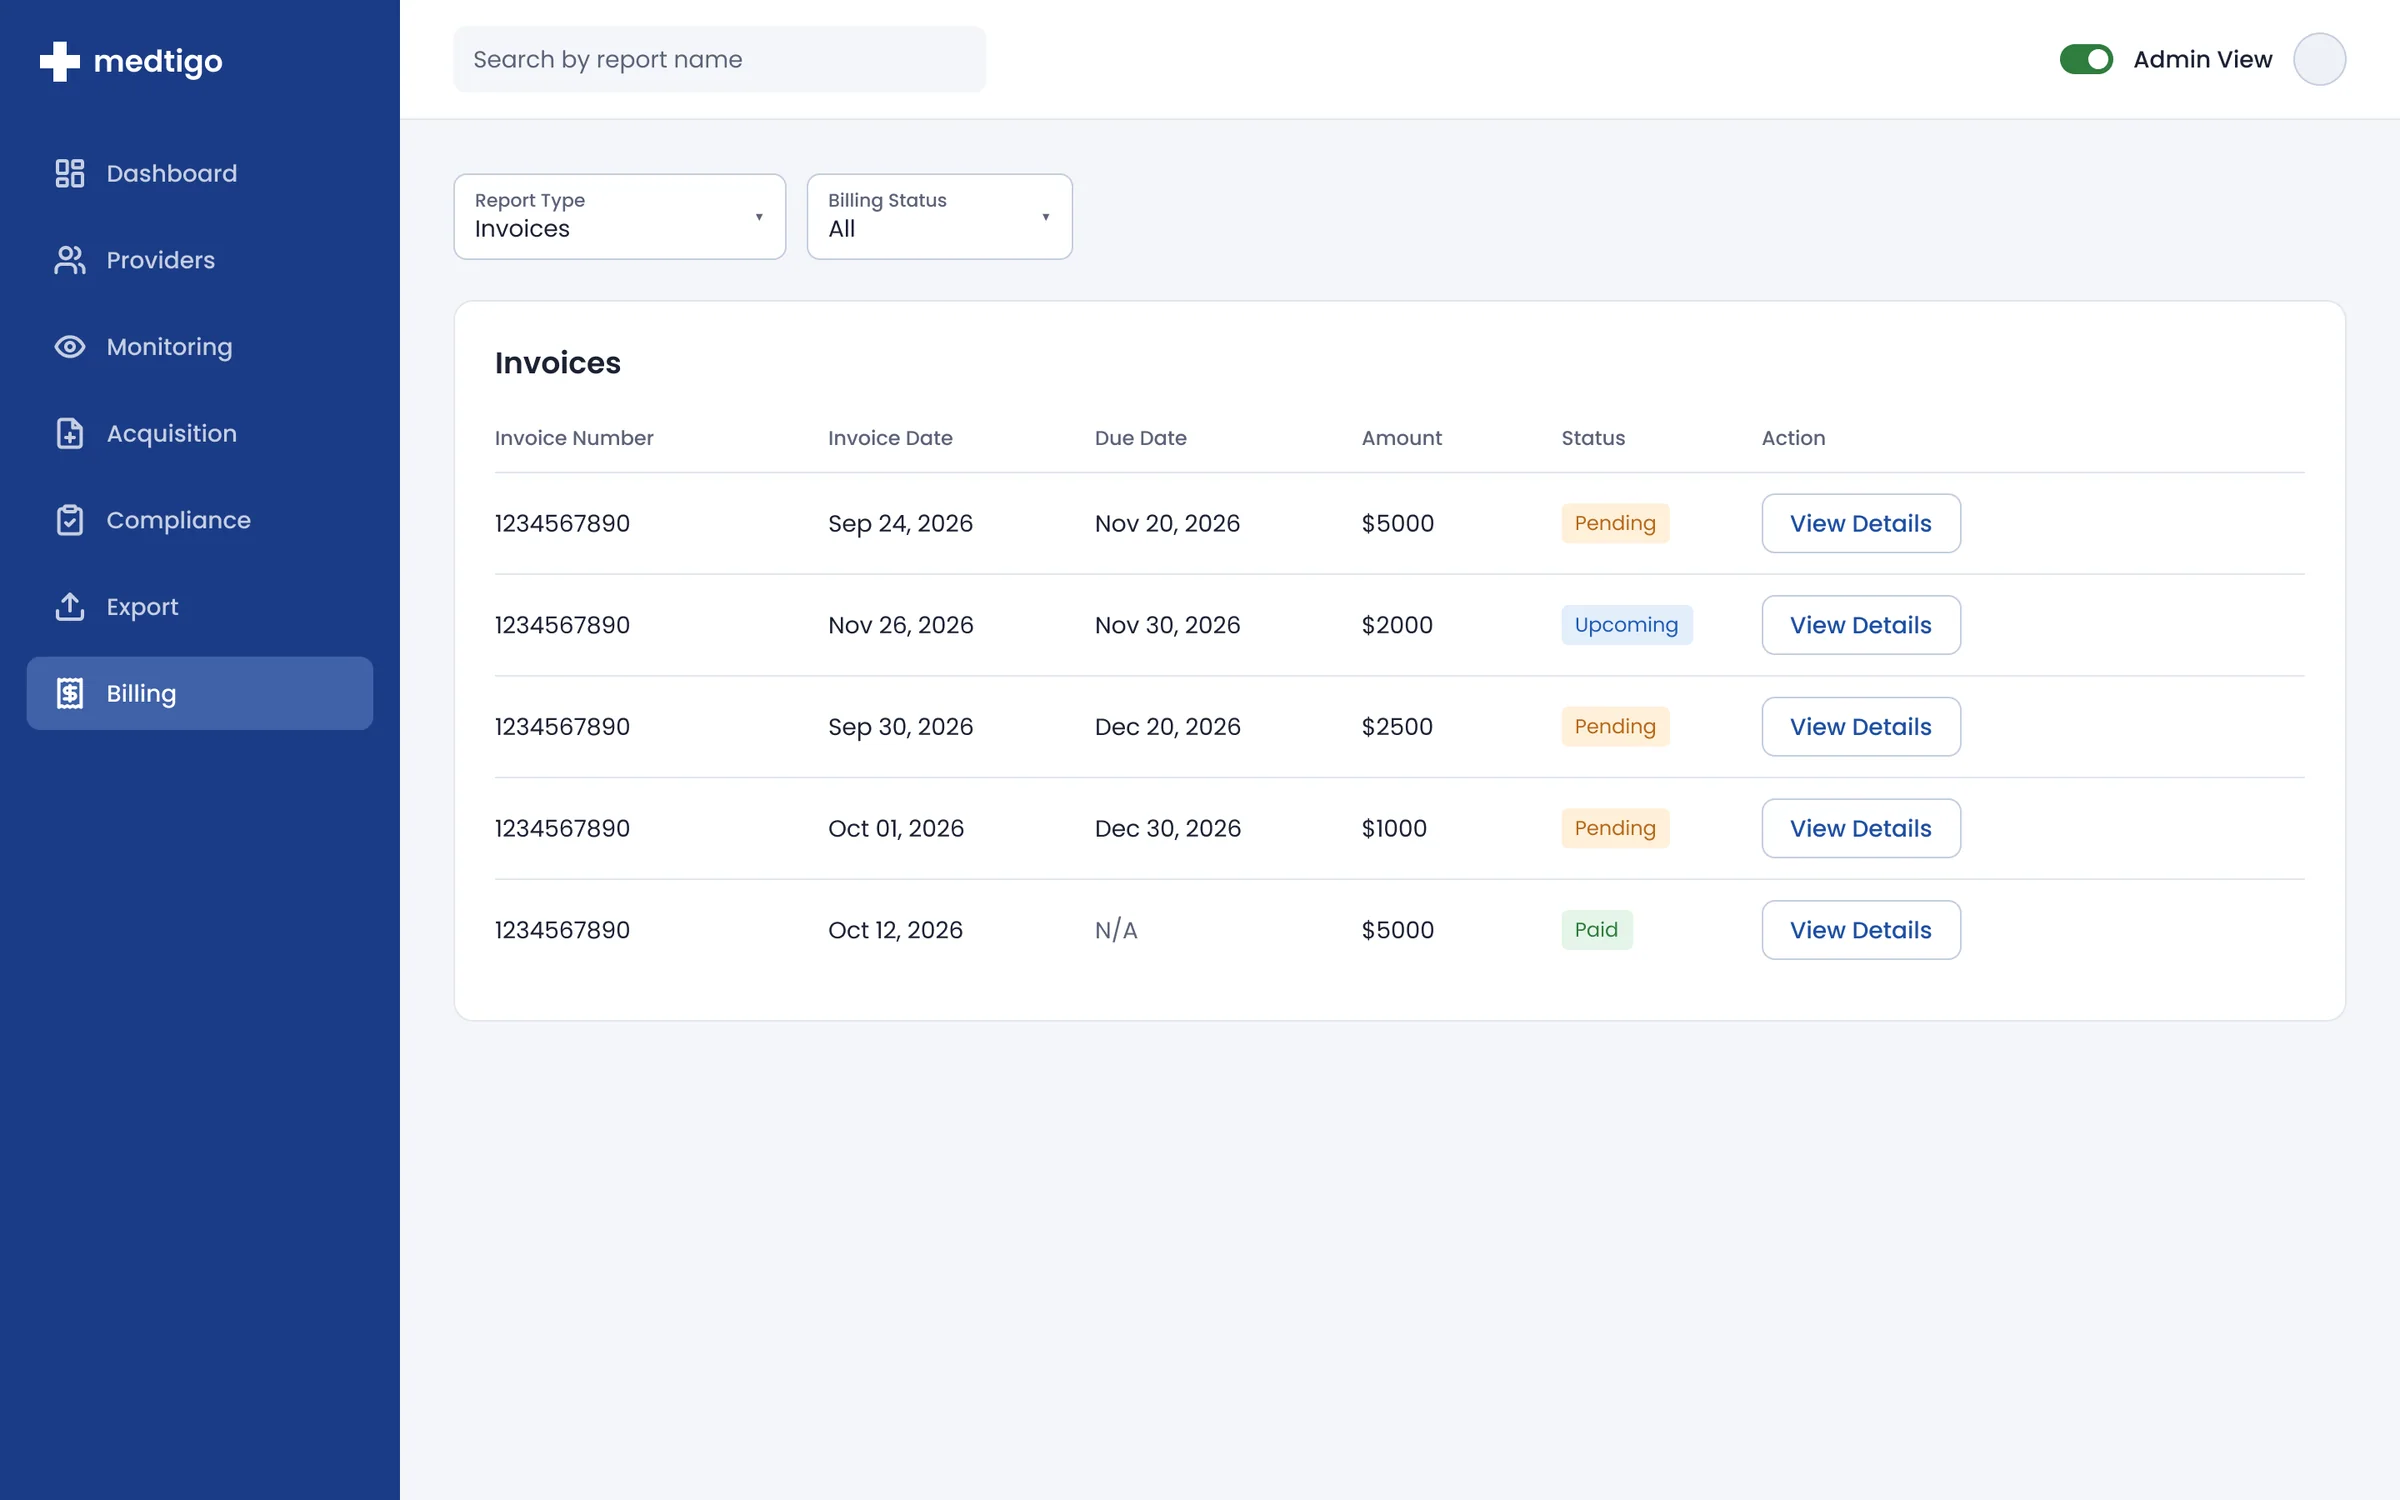 medtigo
Search by report name
Admin View
Dashboard
Providers
Monitoring
Acquisition
Compliance
Export
Billing
Report Type
Invoices
Billing Status
All
Invoices
Invoice Number Invoice Date Due Date Amount Status Action
1234567890 Sep 24, 2026 Nov 20, 2026 $5000 Pending View Details
1234567890 Nov 26, 2026 Nov 30, 2026 $2000 Upcoming View Details
1234567890 Sep 30, 2026 Dec 20, 2026 $2500 Pending View Details
1234567890 Oct 01, 2026 Dec 30, 2026 $1000 Pending View Details
1234567890 Oct 12, 2026 N/A $5000 Paid View Details